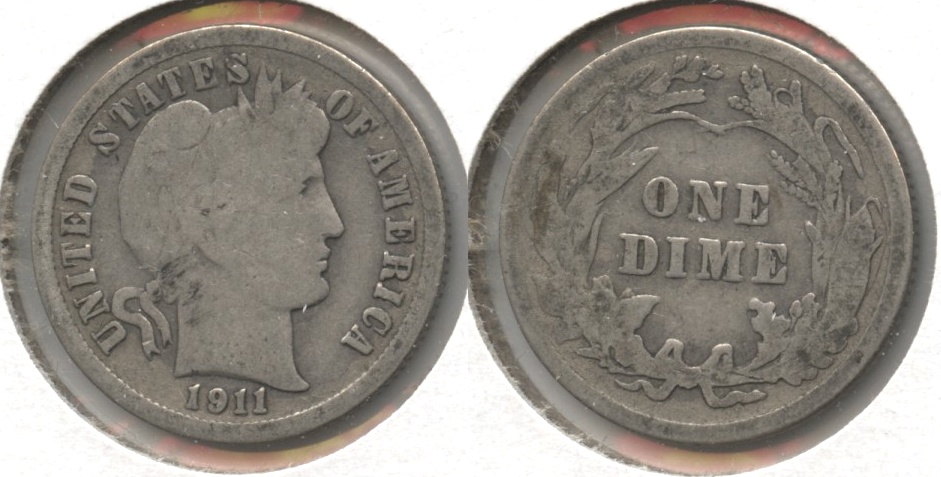 UNITED STATES OF AMERICA
1911
ONE
DIME